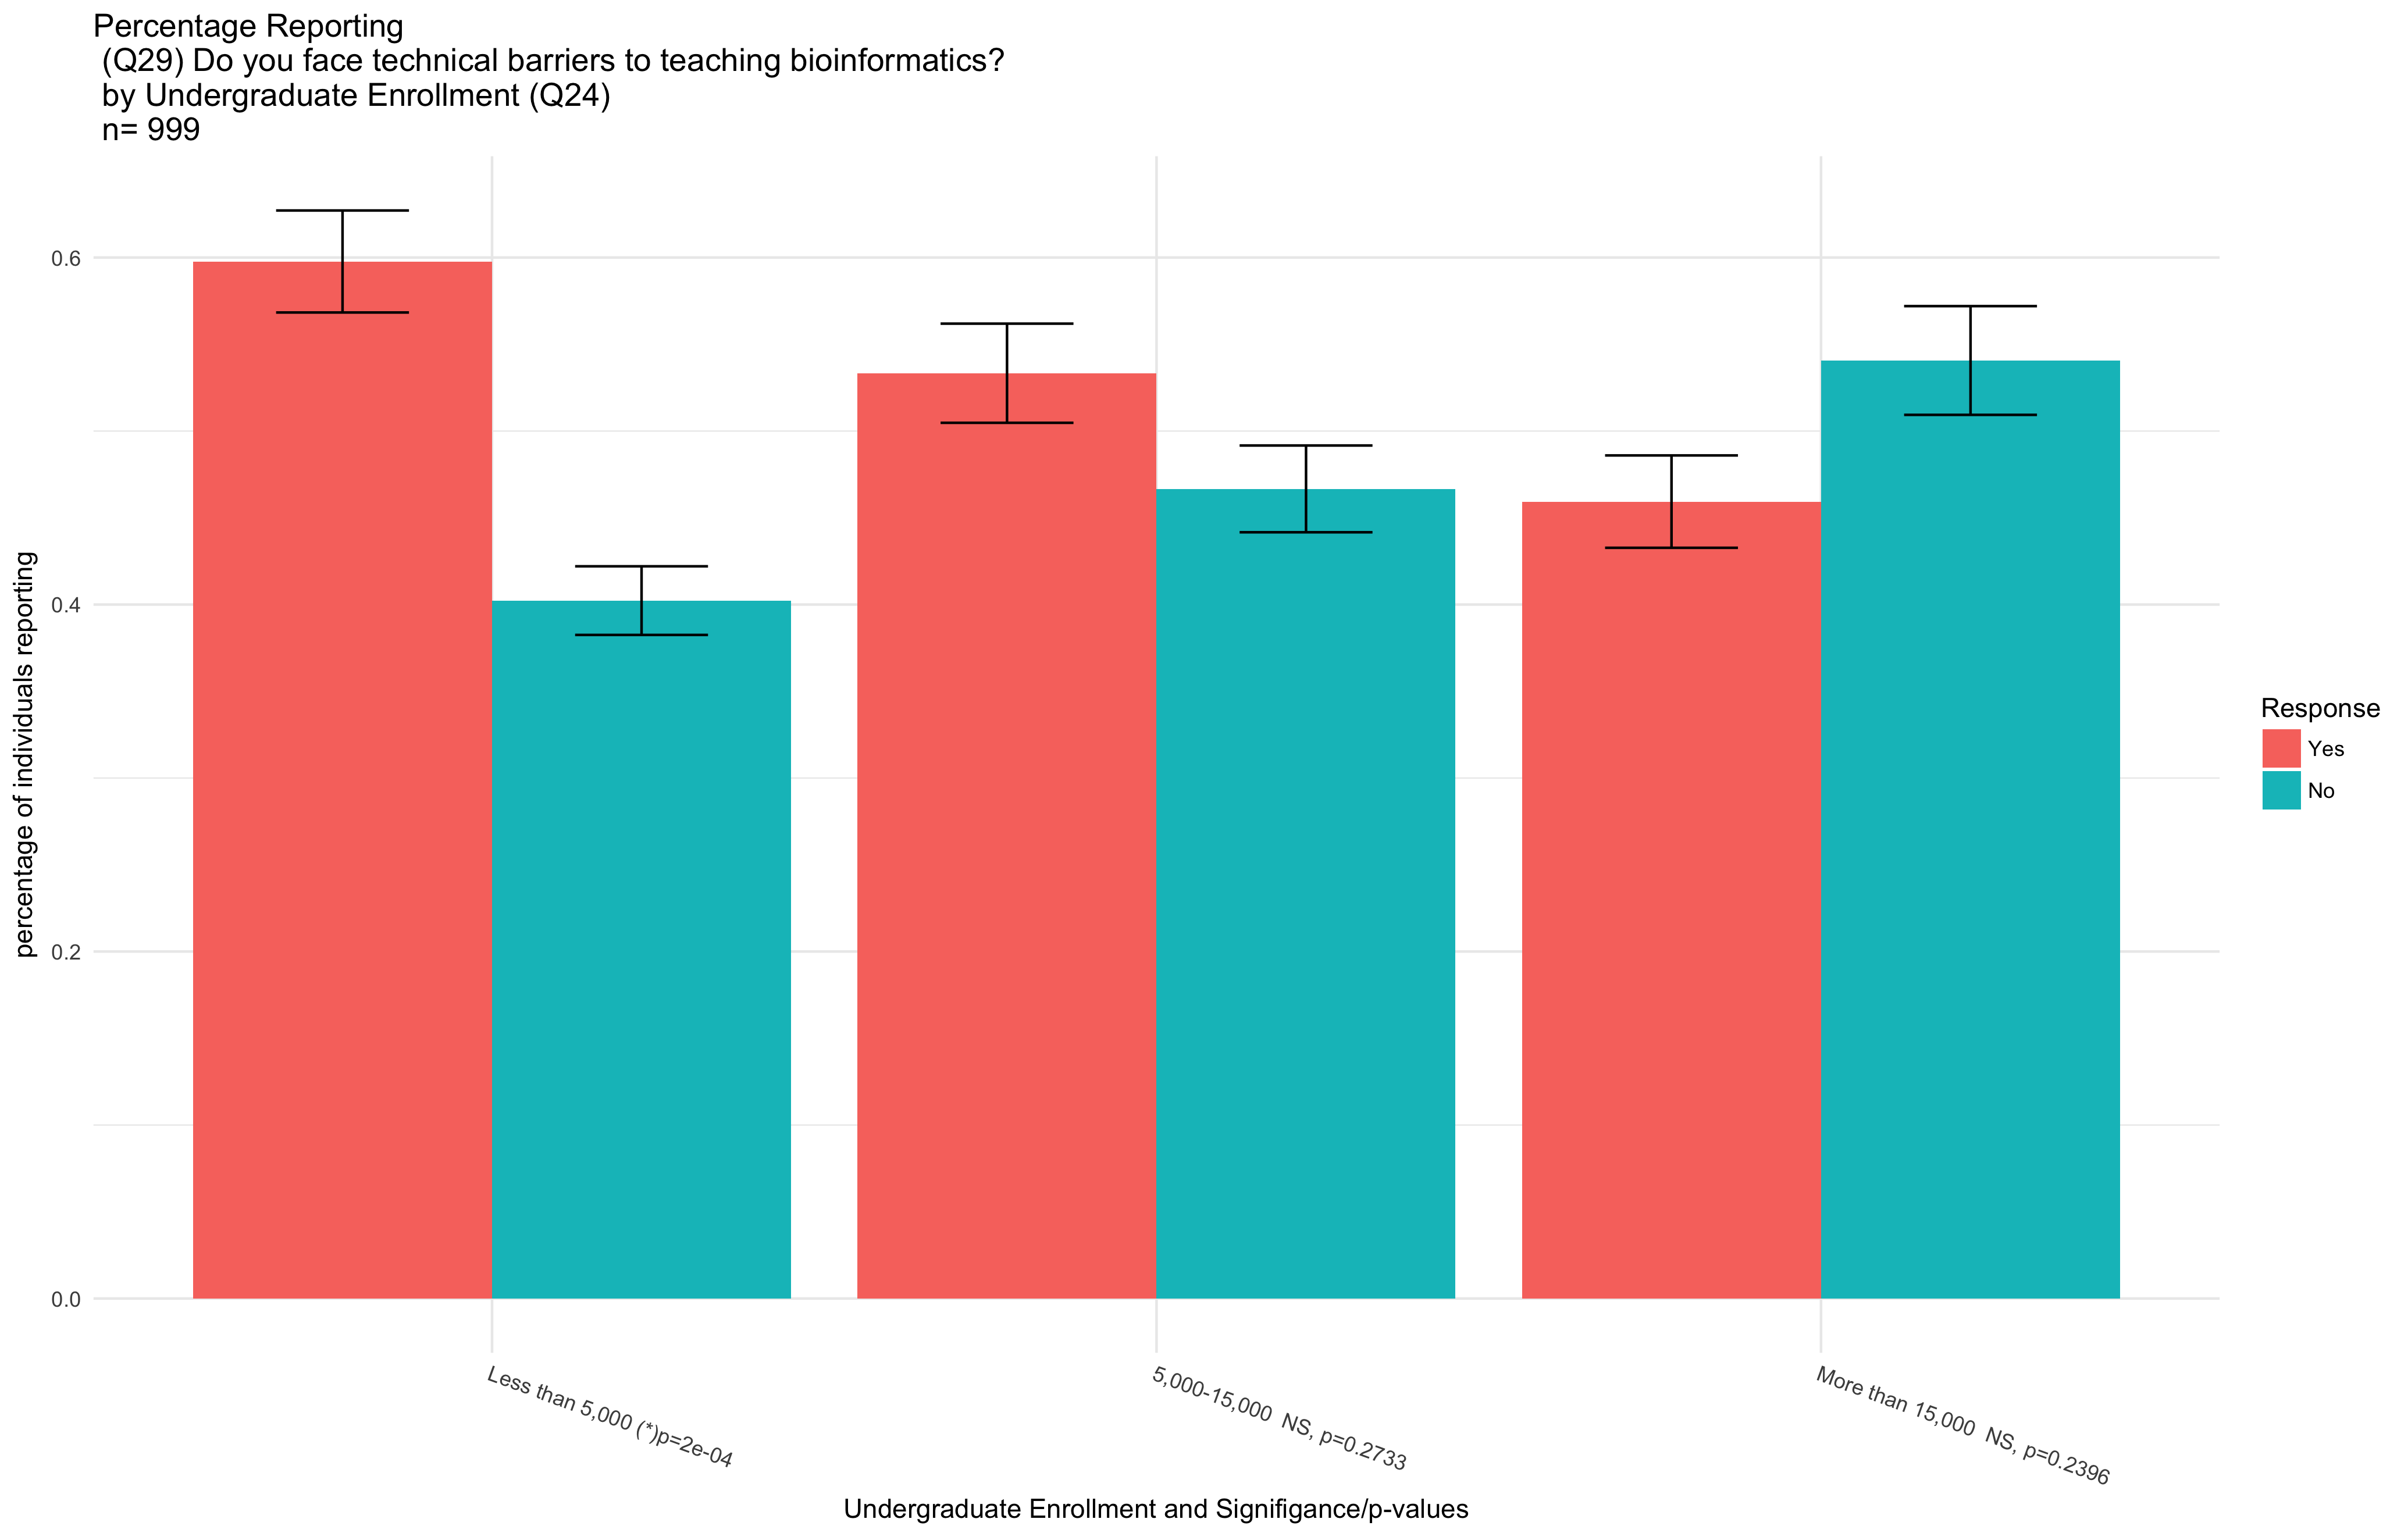 Percentage Reporting
(Q29) Do you face technical barriers to teaching bioinformatics?
by Undergraduate Enrollment (Q24)
n= 999
percentage of individuals reporting
0.6
0.4
0.2
0.0
Less than 5,000 (*)p=2e-04
5,000-15,000  NS, p=0.2733
More than 15,000  NS, p=0.2396
Undergraduate Enrollment and Signifigance/p-values
Response
Yes
No